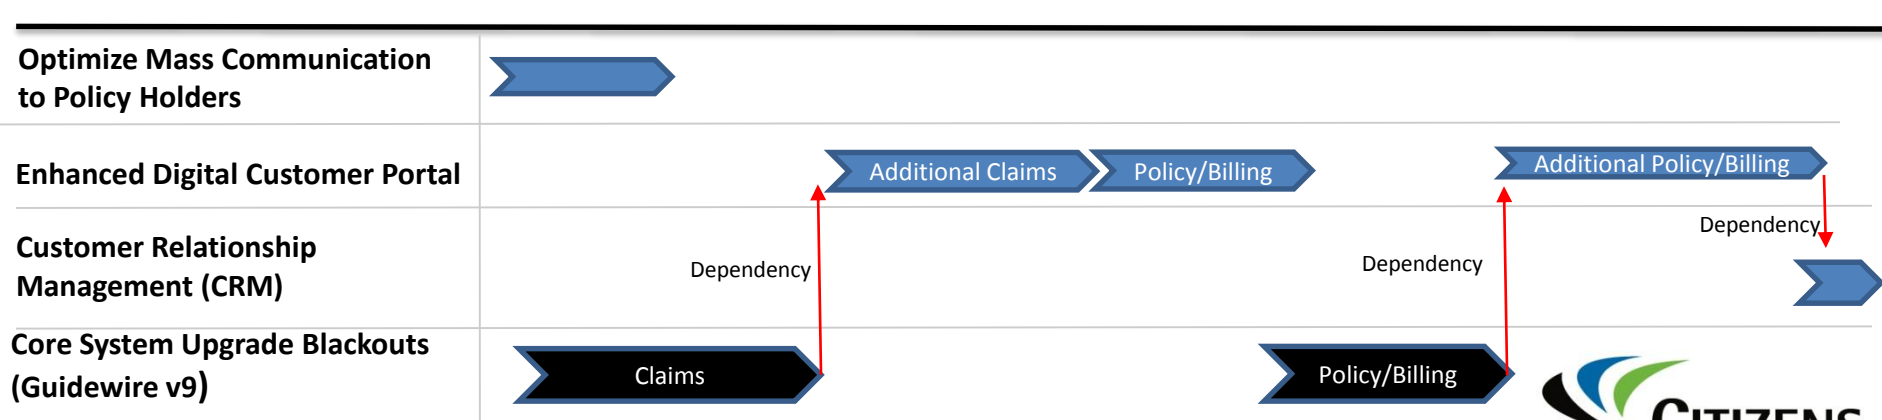 Optimize Mass Communication
to Policy Holders
Enhanced Digital Customer Portal
Additional Claims
Policy/Billing
Additional Policy/Billing
Customer Relationship
Management (CRM)
Dependency
Dependency
Dependency
Core System Upgrade Blackouts
(Guidewire v9)
Claims
Policy/Billing
CITIZENS